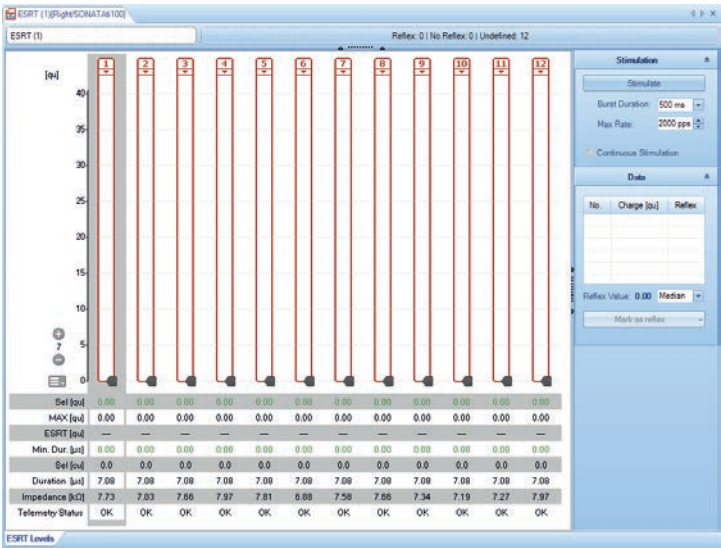 ESRT (1)[Right/SONATA6100]
ESRT (1)
Reflex: 0 | No Reflex: 0 | Undefined: 12
[qu]
1 2 3 4 5 6 7 8 9 10 11 12
40
35
30
25
20
15
10
7
5
0
Sel [qu] 0.00 0.00 0.00 0.00 0.00 0.00 0.00 0.00 0.00 0.00 0.00 0.00
MAX [qu] 0.00 0.00 0.00 0.00 0.00 0.00 0.00 0.00 0.00 0.00 0.00 0.00
ESRT [qu] — — — — — — — — — — — —
Min. Dur. [µs] 0.00 0.00 0.00 0.00 0.00 0.00 0.00 0.00 0.00 0.00 0.00 0.00
Sel [cu] 0.0 0.0 0.0 0.0 0.0 0.0 0.0 0.0 0.0 0.0 0.0 0.0
Duration [µs] 7.08 7.08 7.08 7.08 7.08 7.08 7.08 7.08 7.08 7.08 7.08 7.08
Impedance [kΩ] 7.73 7.03 7.66 7.97 7.81 6.88 7.58 7.66 7.34 7.19 7.27 7.97
Telemetry Status OK OK OK OK OK OK OK OK OK OK OK OK
ESRT Levels
Stimulation
Stimulate
Burst Duration: 500 ms
Max Rate: 2000 pps
Continuous Stimulation
Data
No. Charge [qu] Reflex
Reflex Value: 0.00 Median
Mark as reflex